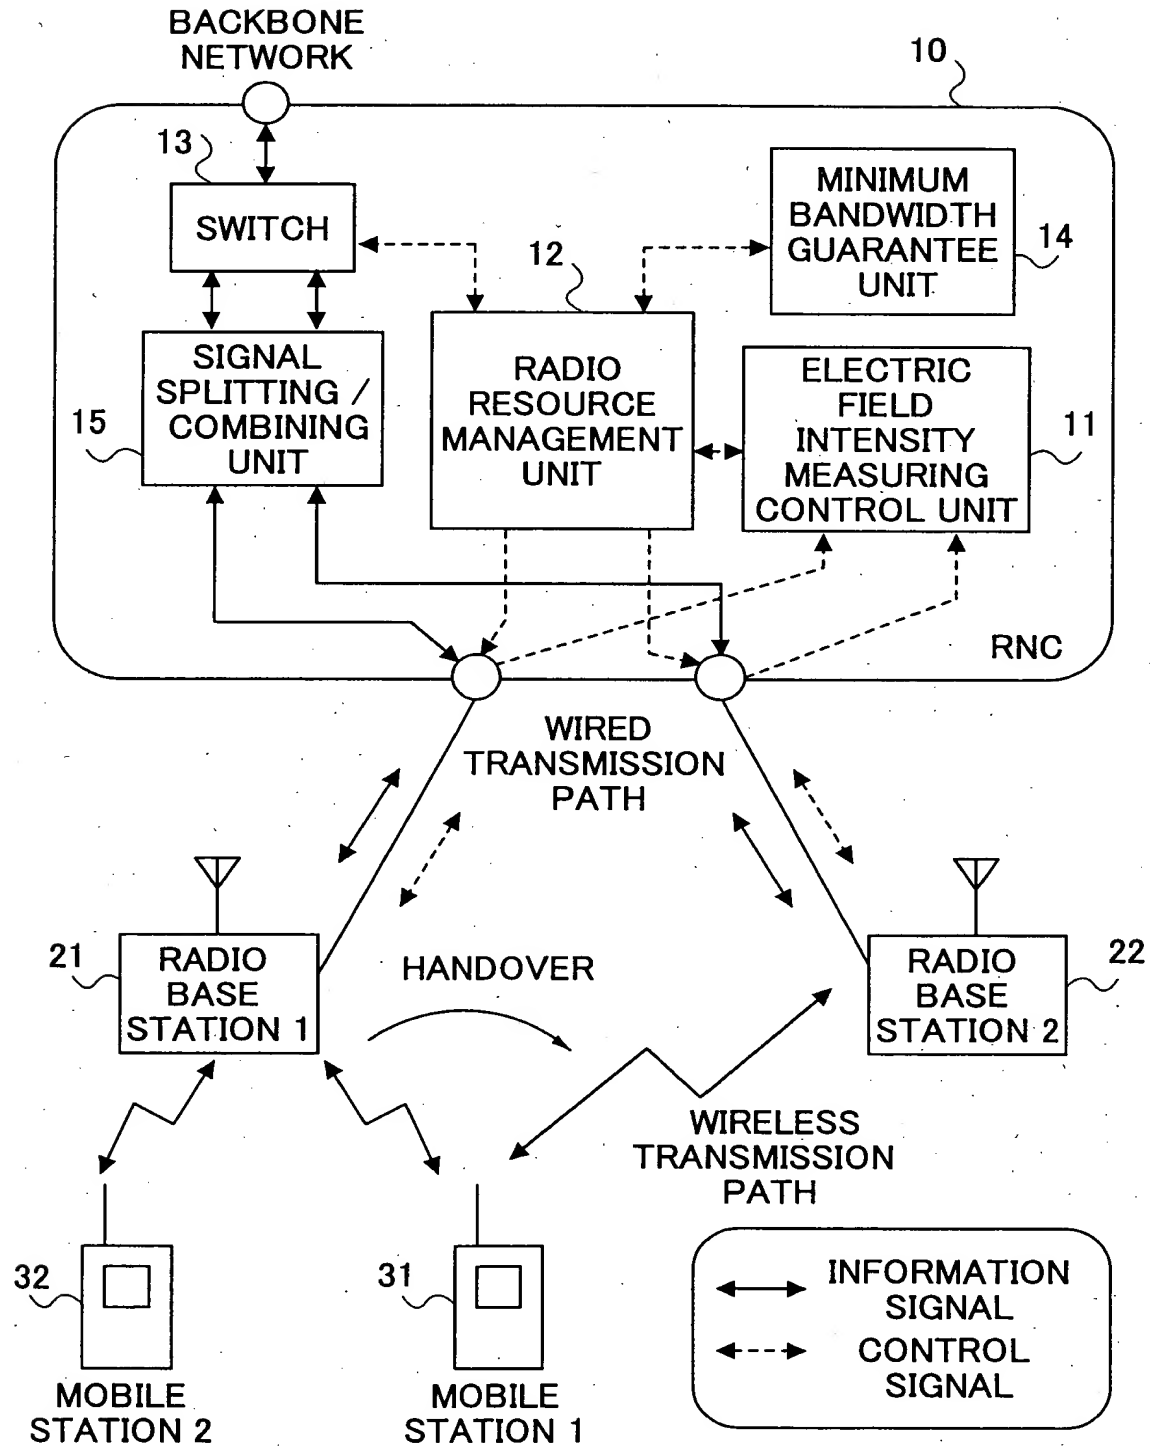 BACKBONE
NETWORK
10
13
SWITCH
MINIMUM
BANDWIDTH
GUARANTEE
UNIT
14
12
SIGNAL
SPLITTING /
COMBINING
UNIT
15
RADIO
RESOURCE
MANAGEMENT
UNIT
ELECTRIC
FIELD
INTENSITY
MEASURING
CONTROL UNIT
11
RNC
WIRED
TRANSMISSION
PATH
21
RADIO
BASE
STATION 1
HANDOVER
RADIO
BASE
STATION 2
22
WIRELESS
TRANSMISSION
PATH
32
MOBILE
STATION 2
31
MOBILE
STATION 1
INFORMATION
SIGNAL
CONTROL
SIGNAL